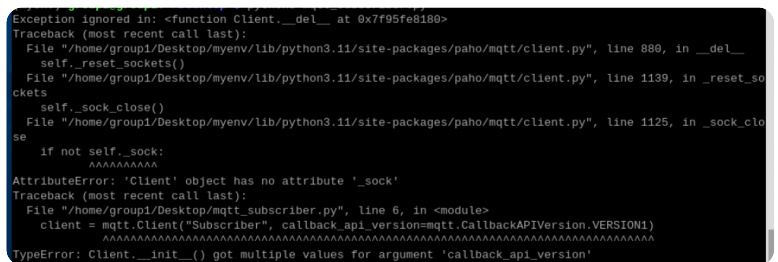 Exception ignored in: <function Client.__del__ at 0x7f95fe8180>
Traceback (most recent call last):
  File "/home/group1/Desktop/myenv/lib/python3.11/site-packages/paho/mqtt/client.py", line 880, in __del__
    self._reset_sockets()
  File "/home/group1/Desktop/myenv/lib/python3.11/site-packages/paho/mqtt/client.py", line 1139, in _reset_so
ckets
    self._sock_close()
  File "/home/group1/Desktop/myenv/lib/python3.11/site-packages/paho/mqtt/client.py", line 1125, in _sock_clo
se
    if not self._sock:
           ^^^^^^^^^^
AttributeError: 'Client' object has no attribute '_sock'
Traceback (most recent call last):
  File "/home/group1/Desktop/mqtt_subscriber.py", line 6, in <module>
    client = mqtt.Client("Subscriber", callback_api_version=mqtt.CallbackAPIVersion.VERSION1)
             ^^^^^^^^^^^^^^^^^^^^^^^^^^^^^^^^^^^^^^^^^^^^^^^^^^^^^^^^^^^^^^^^^^^^^^^^^^^^^^^^
TypeError: Client.__init__() got multiple values for argument 'callback_api_version'